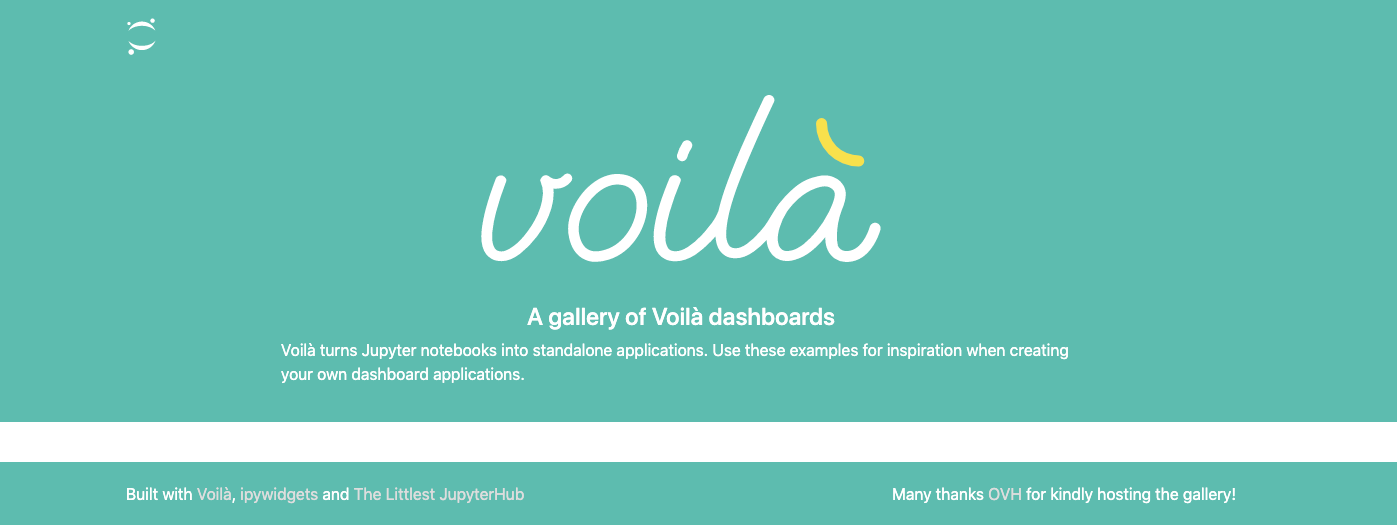 voilà
A gallery of Voilà dashboards
Voilà turns Jupyter notebooks into standalone applications. Use these examples for inspiration when creating
your own dashboard applications.
Built with Voilà, ipywidgets and The Littlest JupyterHub
Many thanks OVH for kindly hosting the gallery!